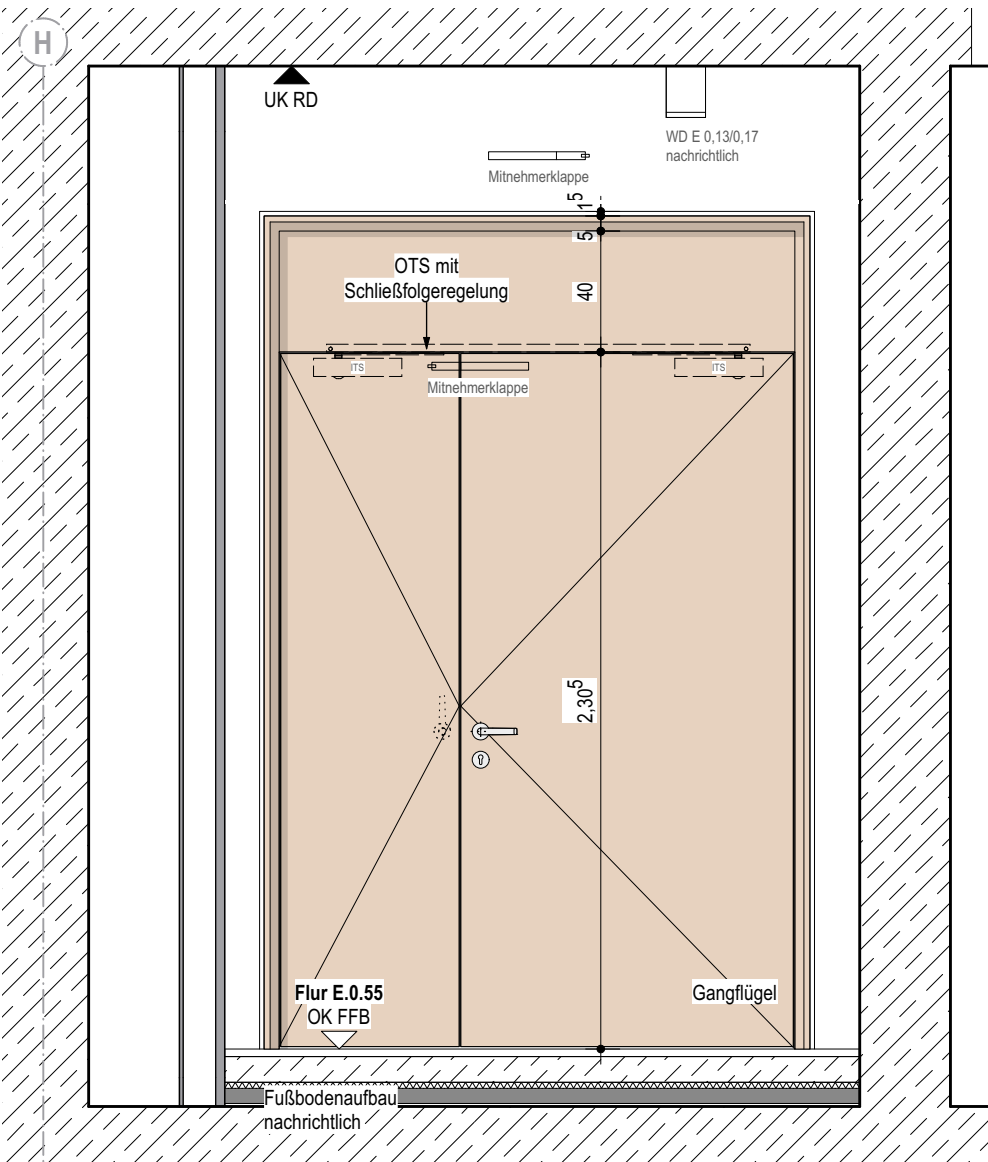 H
UK RD
WD E 0,13/0,17
nachrichtlich
Mitnehmerklappe
1⁵
5
OTS mit
Schließfolgeregelung
40
ITS
ITS
Mitnehmerklappe
2,30⁵
Flur E.0.55
OK FFB
Gangflügel
Fußbodenaufbau
nachrichtlich